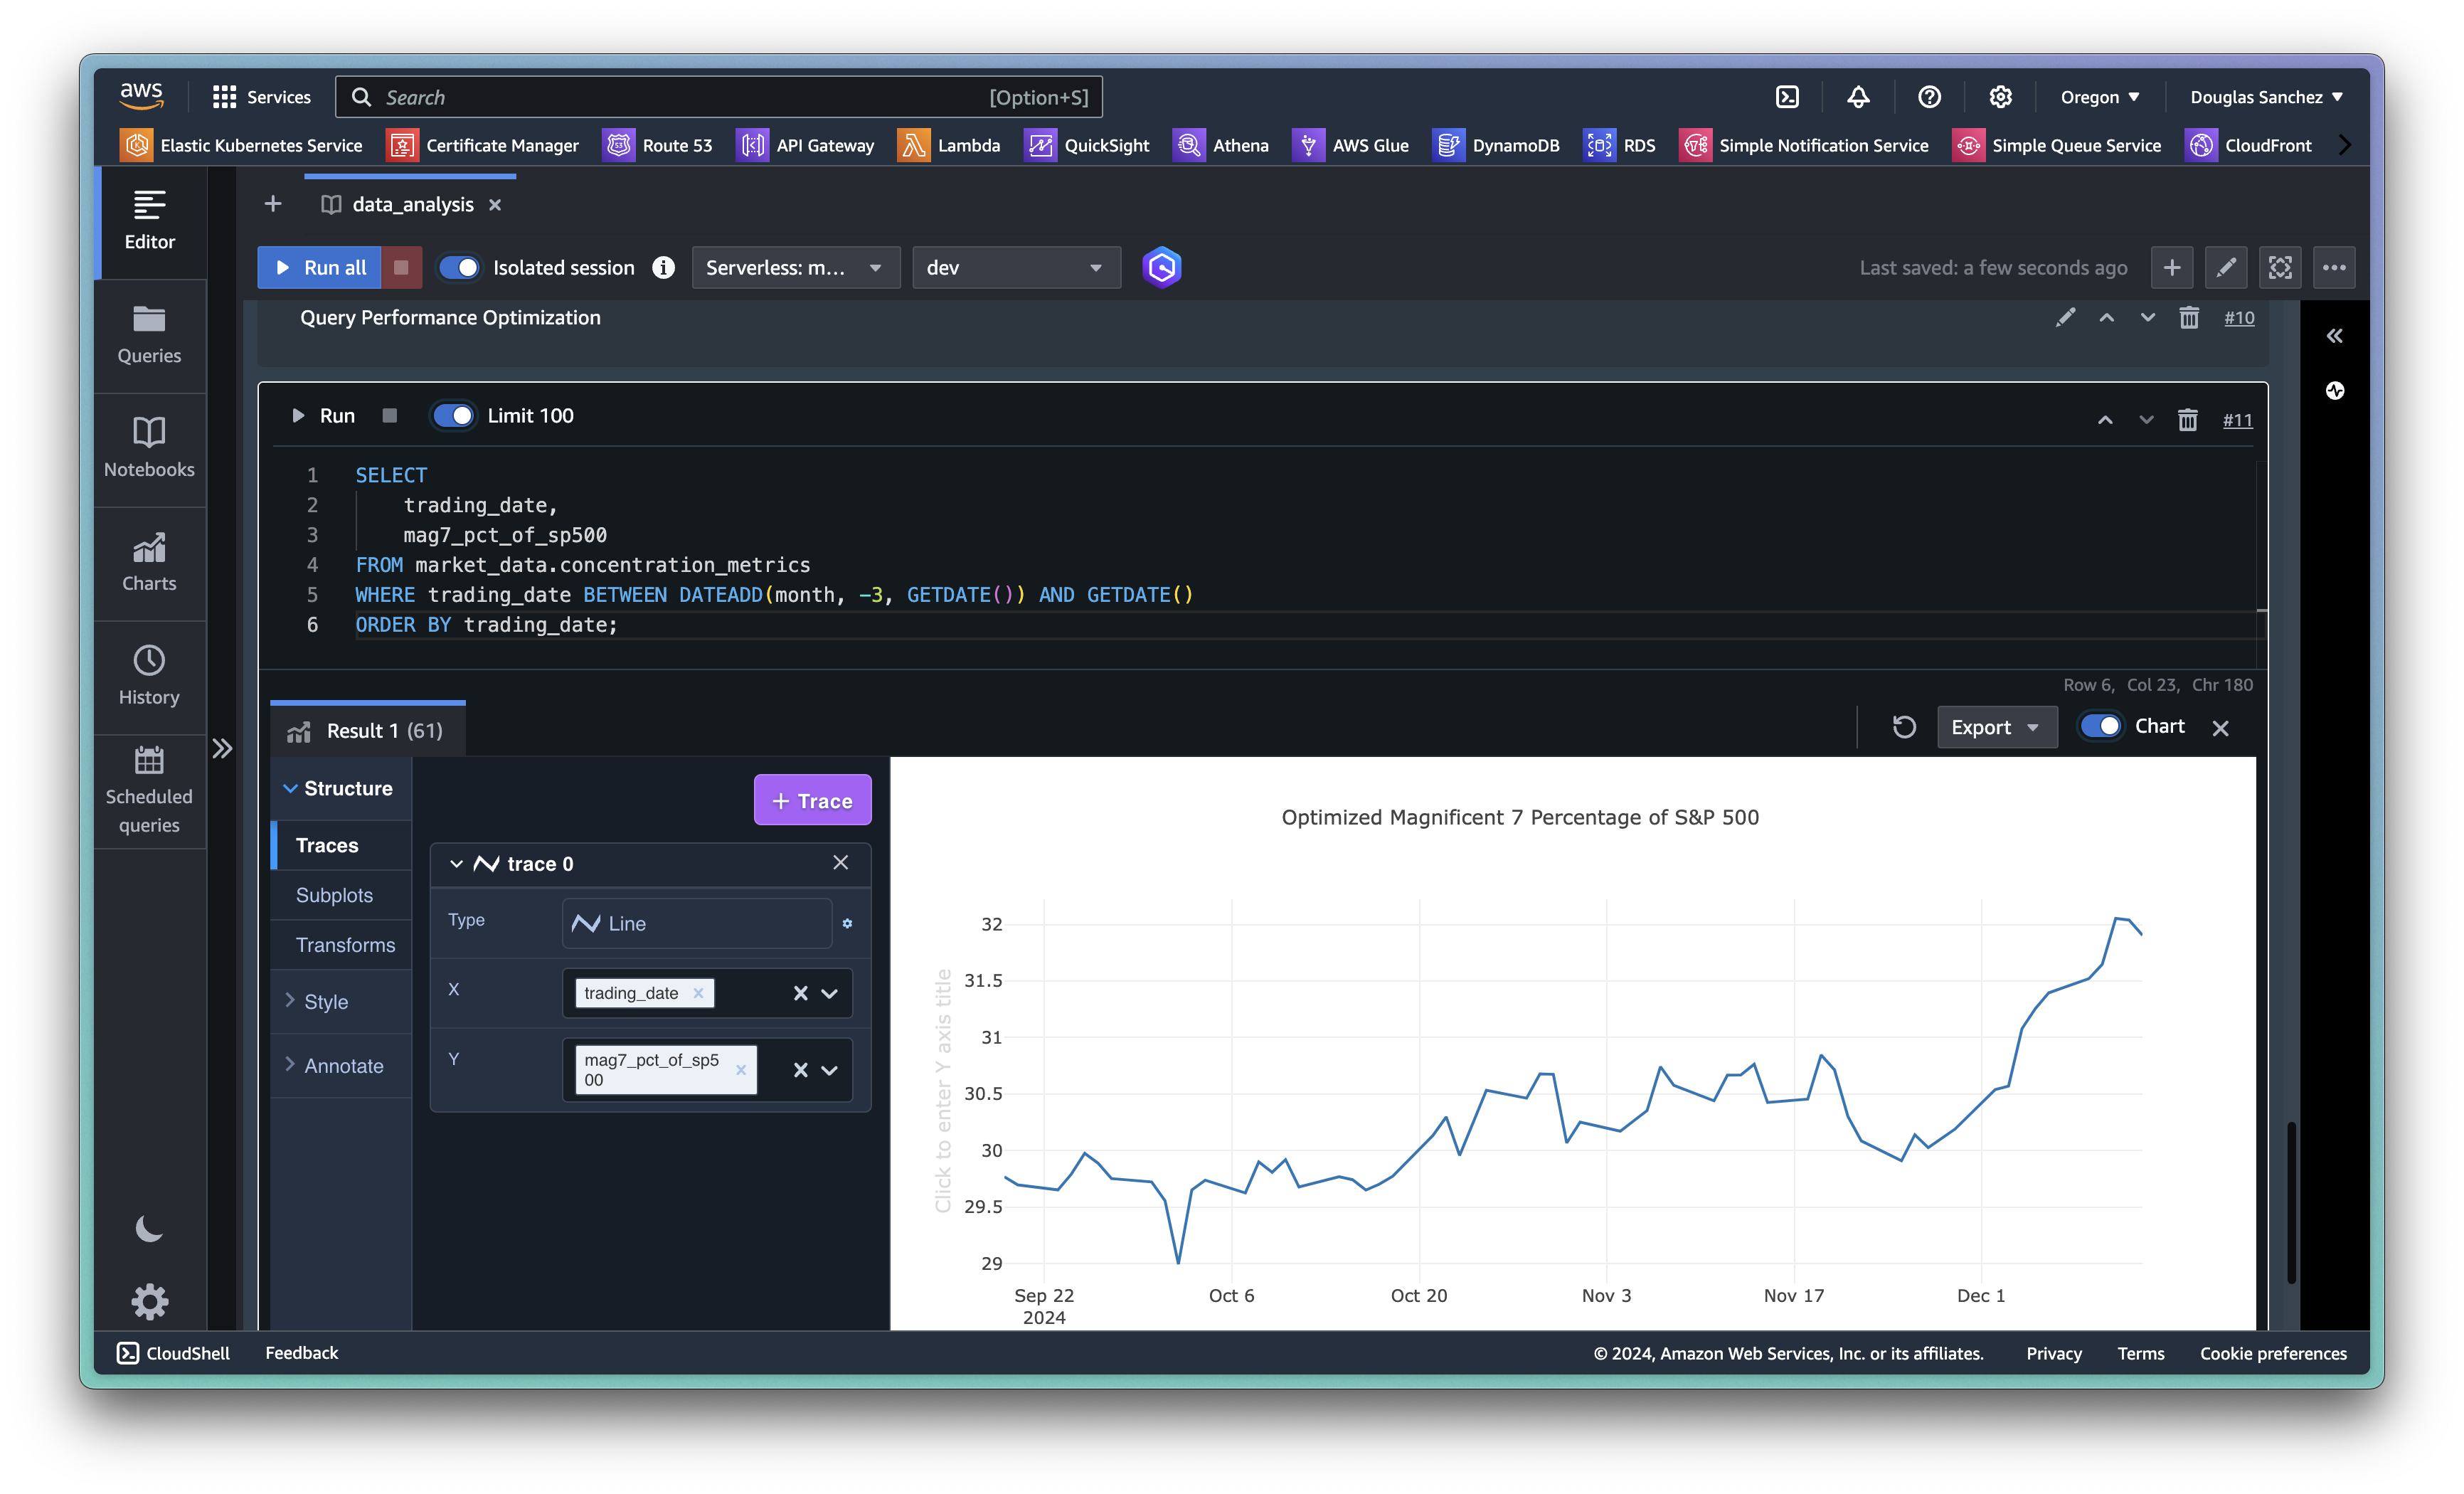 aws
Services
Search
[Option+S]
Oregon
Douglas Sanchez
Elastic Kubernetes Service
Certificate Manager
Route 53
API Gateway
Lambda
QuickSight
Athena
AWS Glue
DynamoDB
RDS
Simple Notification Service
Simple Queue Service
CloudFront
Editor
Queries
Notebooks
Charts
History
Scheduled
queries
data_analysis
Run all
Isolated session
Serverless: m...
dev
Last saved: a few seconds ago
Query Performance Optimization
#10
Run
Limit 100
#11
1 SELECT
2 trading_date,
3 mag7_pct_of_sp500
4 FROM market_data.concentration_metrics
5 WHERE trading_date BETWEEN DATEADD(month, -3, GETDATE()) AND GETDATE()
6 ORDER BY trading_date;
Row 6, Col 23, Chr 180
Result 1 (61)
Export
Chart
Structure
Traces
Subplots
Transforms
Style
Annotate
+ Trace
trace 0
Type
Line
X
trading_date
Y
mag7_pct_of_sp5
00
Optimized Magnificent 7 Percentage of S&P 500
Click to enter Y axis title
32
31.5
31
30.5
30
29.5
29
Sep 22
2024
Oct 6
Oct 20
Nov 3
Nov 17
Dec 1
CloudShell
Feedback
© 2024, Amazon Web Services, Inc. or its affiliates.
Privacy
Terms
Cookie preferences